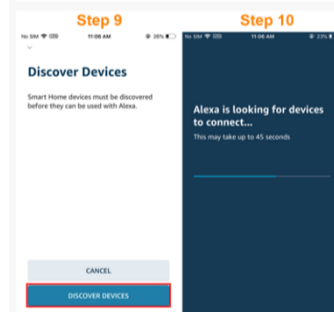 Step 9
No SIM 11:08 AM 26%
Discover Devices
Smart Home devices must be discovered
before they can be used with Alexa.
CANCEL
DISCOVER DEVICES
Step 10
No SIM 11:08 AM 23%
Alexa is looking for devices
to connect...
This may take up to 45 seconds